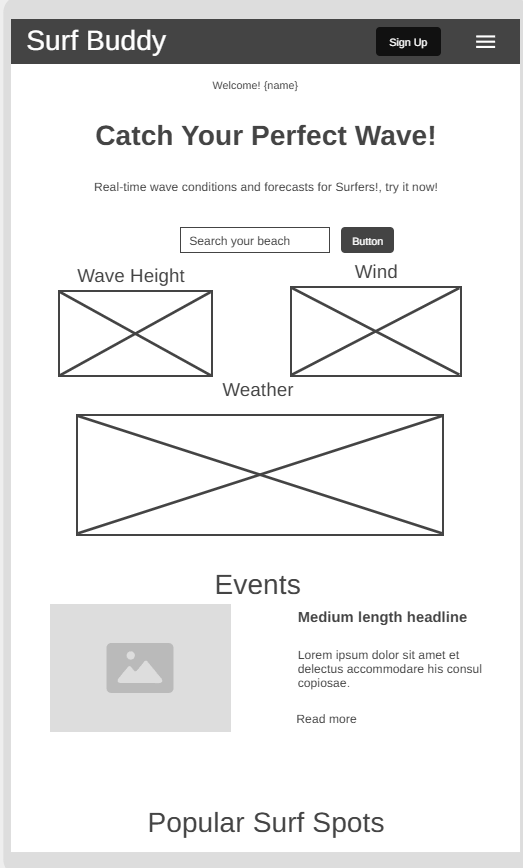 Surf Buddy
Sign Up
Welcome! {name}
Catch Your Perfect Wave!
Real-time wave conditions and forecasts for Surfers!, try it now!
Search your beach
Button
Wave Height
Wind
Weather
Events
Medium length headline
Lorem ipsum dolor sit amet et
delectus accommodare his consul
copiosae.
Read more
Popular Surf Spots